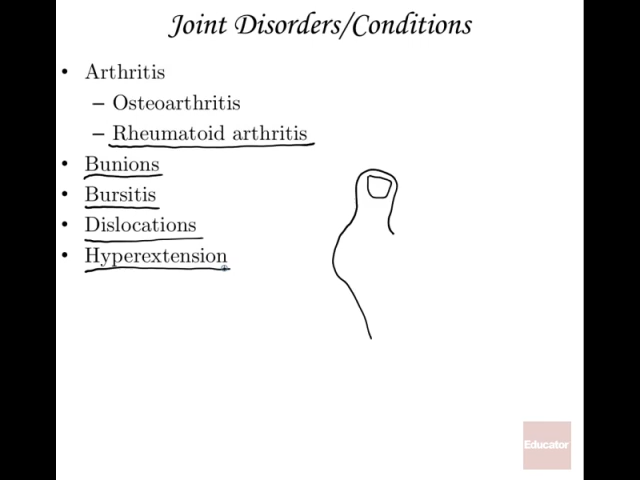 Joint Disorders/Conditions
• Arthritis
– Osteoarthritis
– Rheumatoid arthritis
• Bunions
• Bursitis
• Dislocations
• Hyperextension
Educator